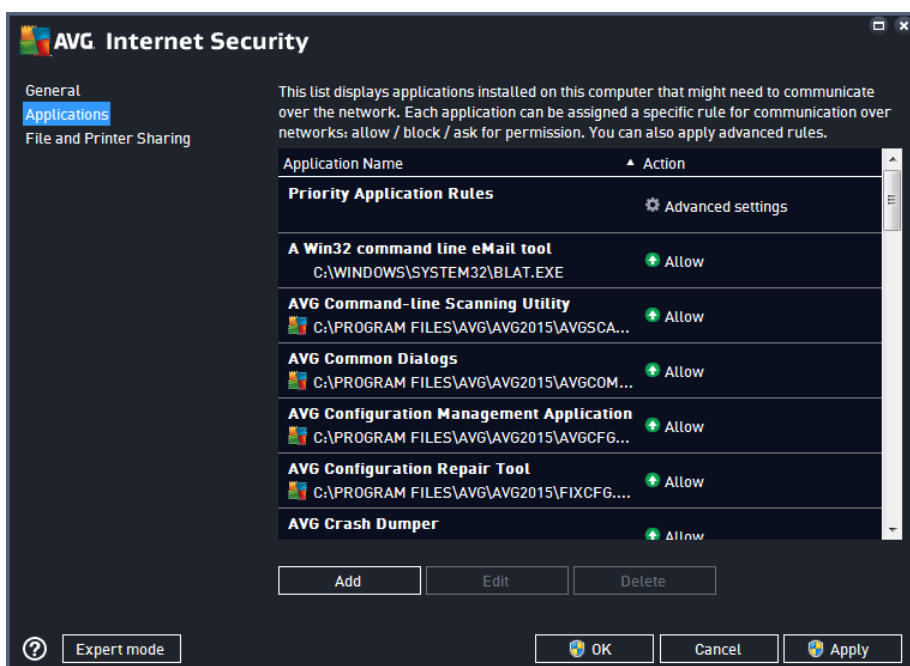 AVG Internet Security
General
Applications
File and Printer Sharing
This list displays applications installed on this computer that might need to communicate
over the network. Each application can be assigned a specific rule for communication over
networks: allow / block / ask for permission. You can also apply advanced rules.
Application Name Action
Priority Application Rules
Advanced settings
A Win32 command line eMail tool
C:\WINDOWS\SYSTEM32\BLAT.EXE
Allow
AVG Command-line Scanning Utility
C:\PROGRAM FILES\AVG\AVG2015\AVGSCA...
Allow
AVG Common Dialogs
C:\PROGRAM FILES\AVG\AVG2015\AVGCOM...
Allow
AVG Configuration Management Application
C:\PROGRAM FILES\AVG\AVG2015\AVGCFG...
Allow
AVG Configuration Repair Tool
C:\PROGRAM FILES\AVG\AVG2015\FIXCFG....
Allow
AVG Crash Dumper
Allow
Add Edit Delete
? Expert mode OK Cancel Apply